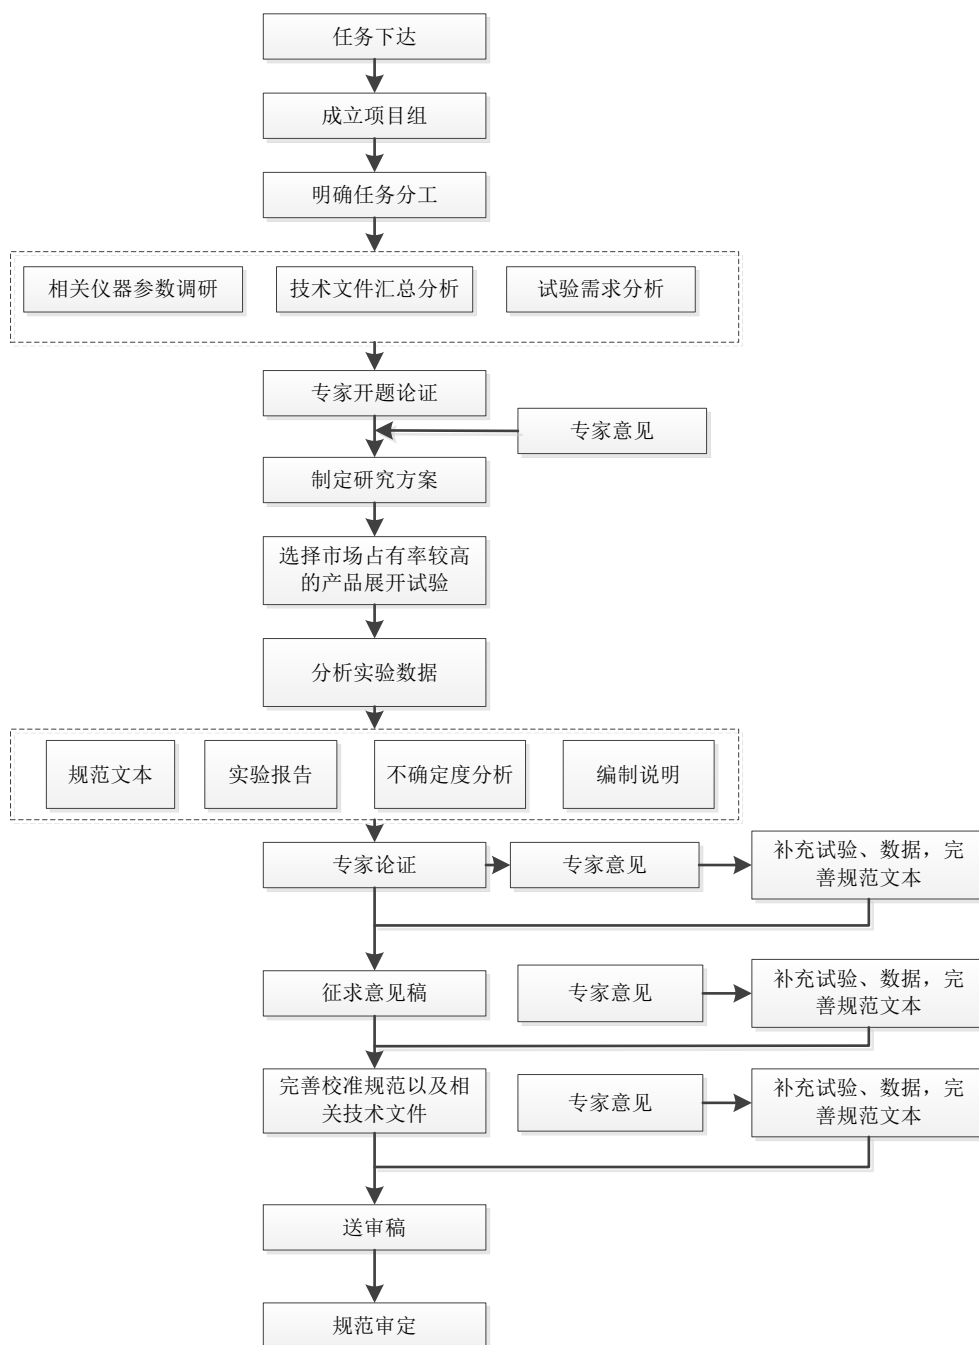 任务下达
成立项目组
明确任务分工
相关仪器参数调研
技术文件汇总分析
试验需求分析
专家开题论证
专家意见
制定研究方案
选择市场占有率较高
的产品展开试验
分析实验数据
规范文本
实验报告
不确定度分析
编制说明
专家论证
专家意见
补充试验、数据，完
善规范文本
征求意见稿
专家意见
补充试验、数据，完
善规范文本
完善校准规范以及相
关技术文件
专家意见
补充试验、数据，完
善规范文本
送审稿
规范审定